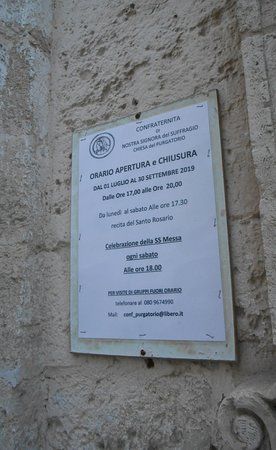 CONFRATERNITA
DI
NOSTRA SIGNORA del SUFFRAGIO
CHIESA del PURGATORIO
ORARIO APERTURA e CHIUSURA
DAL 01 LUGLIO AL 30 SETTEMBRE 2019
Dalle Ore 17,00 alle Ore 20,00
Da lunedì al sabato Alle ore 17.30
recita del Santo Rosario
Celebrazione della SS Messa
ogni sabato
Alle ore 18.00
PER VISITE DI GRUPPI FUORI ORARIO
telefonare al 080 9674990
Mail: conf_purgatorio@libero.it